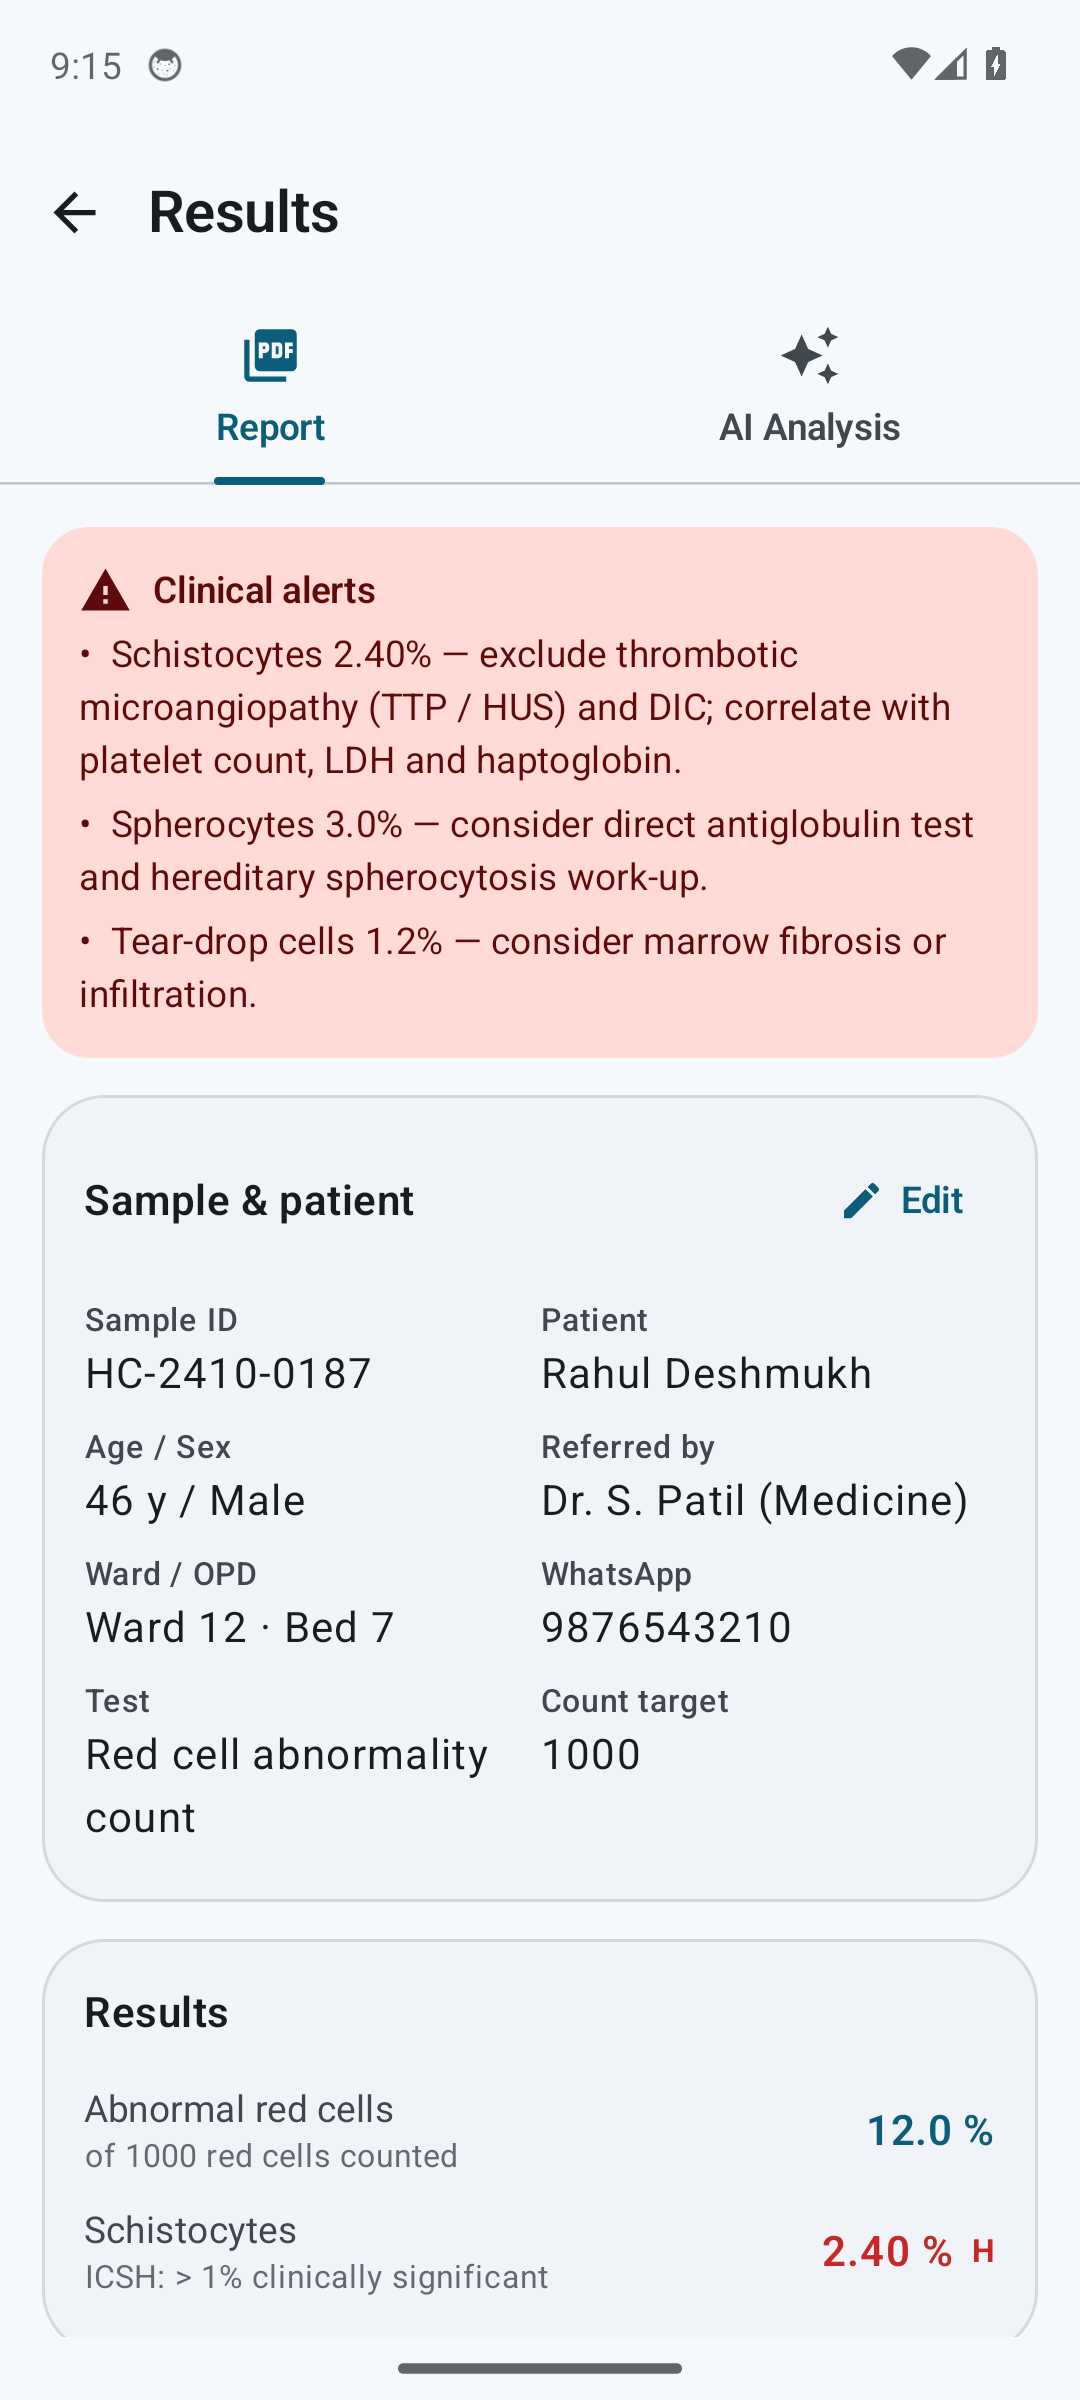 9:15
Results
PDF
Report
AI Analysis
Clinical alerts
• Schistocytes 2.40% — exclude thrombotic
microangiopathy (TTP / HUS) and DIC; correlate with
platelet count, LDH and haptoglobin.
• Spherocytes 3.0% — consider direct antiglobulin test
and hereditary spherocytosis work-up.
• Tear-drop cells 1.2% — consider marrow fibrosis or
infiltration.
Sample & patient
Edit
Sample ID
HC-2410-0187
Patient
Rahul Deshmukh
Age / Sex
46 y / Male
Referred by
Dr. S. Patil (Medicine)
Ward / OPD
Ward 12 · Bed 7
WhatsApp
9876543210
Test
Red cell abnormality
count
Count target
1000
Results
Abnormal red cells
of 1000 red cells counted
12.0 %
Schistocytes
ICSH: > 1% clinically significant
2.40 % H